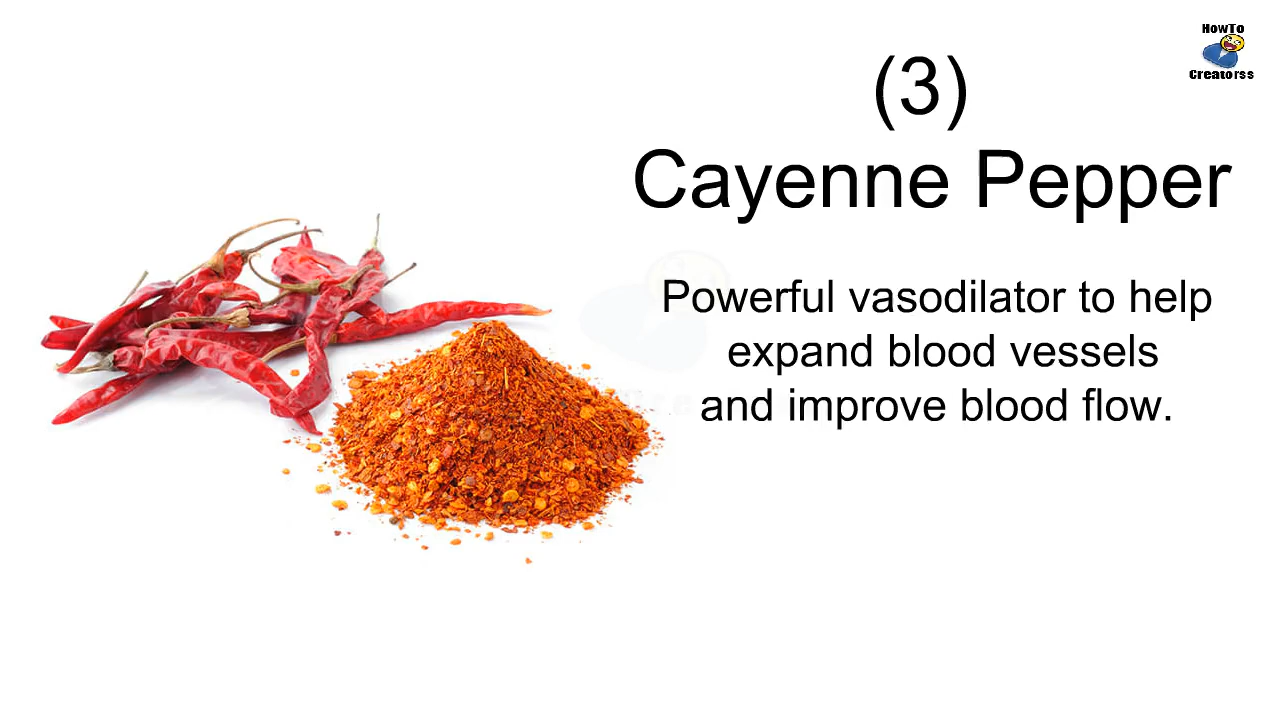 HowTo
Creatorss
(3)
Cayenne Pepper
Powerful vasodilator to help
expand blood vessels
and improve blood flow.